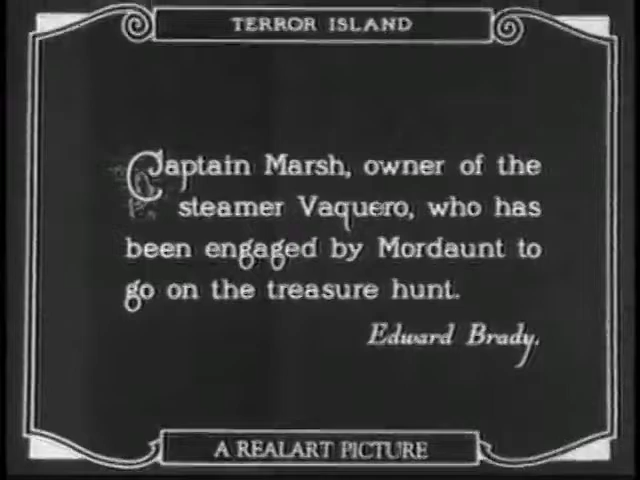 TERROR ISLAND
Captain Marsh, owner of the
steamer Vaquero, who has
been engaged by Mordaunt to
go on the treasure hunt.
Edward Brady.
A REALART PICTURE